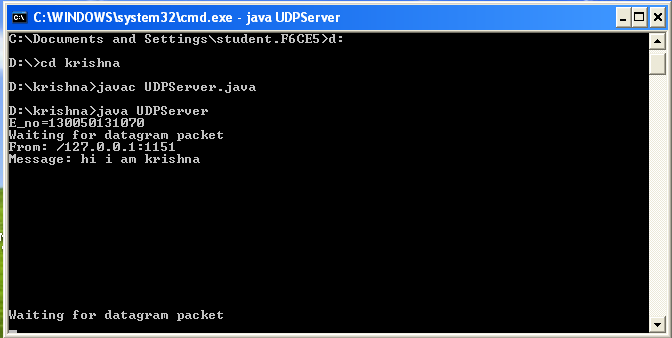 C:\WINDOWS\system32\cmd.exe - java UDPServer
C:\Documents and Settings\student.F6CE5>d:
D:\>cd krishna
D:\krishna>javac UDPServer.java
D:\krishna>java UDPServer
E_no=130050131070
Waiting for datagram packet
From: /127.0.0.1:1151
Message: hi i am krishna
Waiting for datagram packet